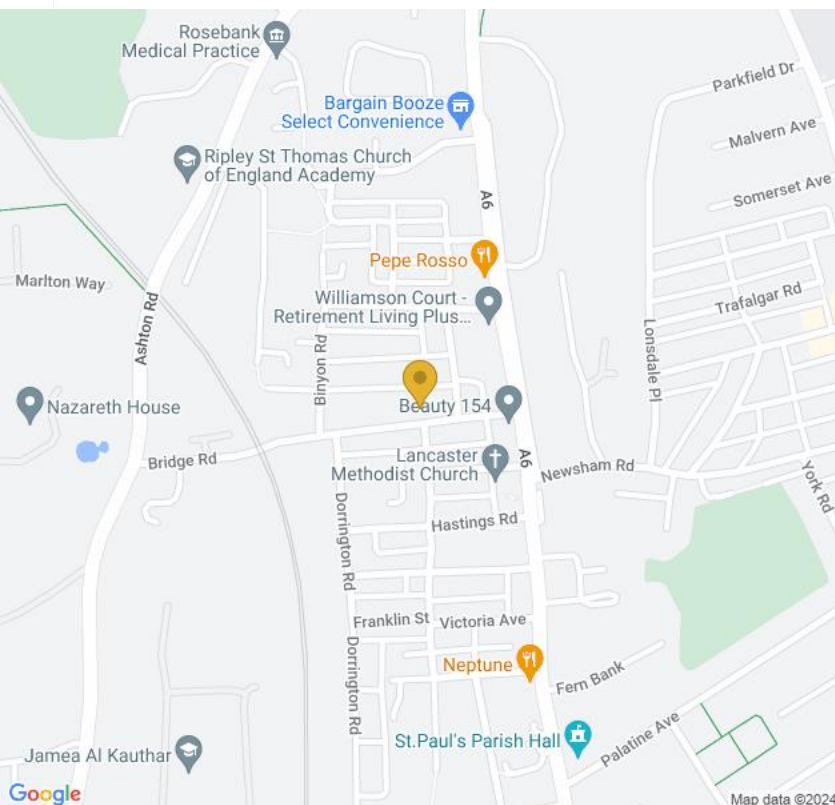 Rosebank
Medical Practice
Parkfield Dr
Bargain Booze
Select Convenience
Malvern Ave
Ripley St Thomas Church
of England Academy
Somerset Ave
A6
Pepe Rosso
Marlton Way
Williamson Court -
Retirement Living Plus...
Trafalgar Rd
Ashton Rd
Binyon Rd
Lonsdale Pl
Nazareth House
Beauty 154
Bridge Rd
Lancaster
Methodist Church
A6
Newsham Rd
York Rd
Dorrington Rd
Hastings Rd
Franklin St
Victoria Ave
Dorrington Rd
Neptune
Fern Bank
St.Paul's Parish Hall
Palatine Ave
Jamea Al Kauthar
Google
Map data ©2024